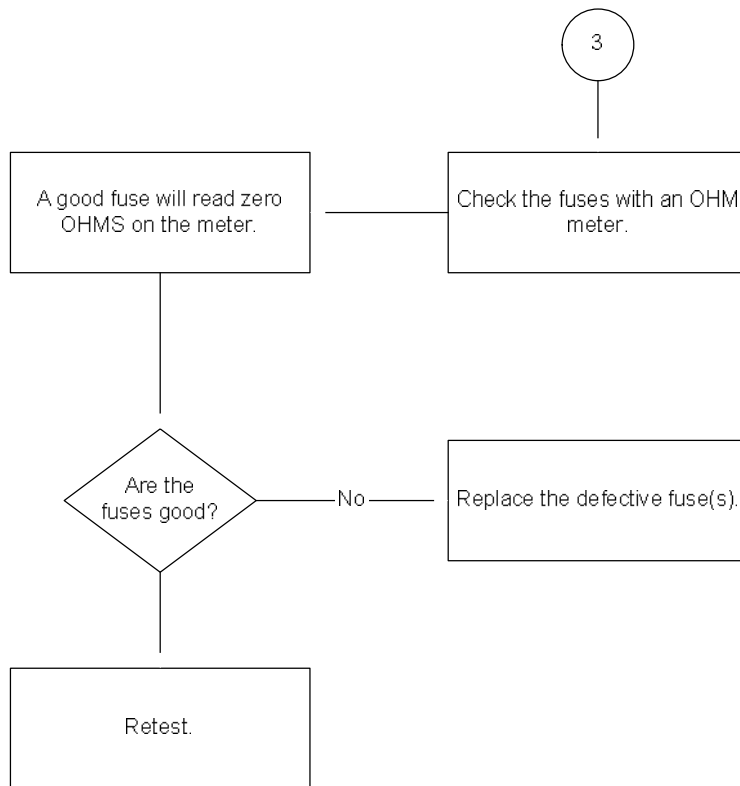 3
Check the fuses with an OHM
meter.
A good fuse will read zero
OHMS on the meter.
Are the
fuses good?
No
Replace the defective fuse(s).
Retest.